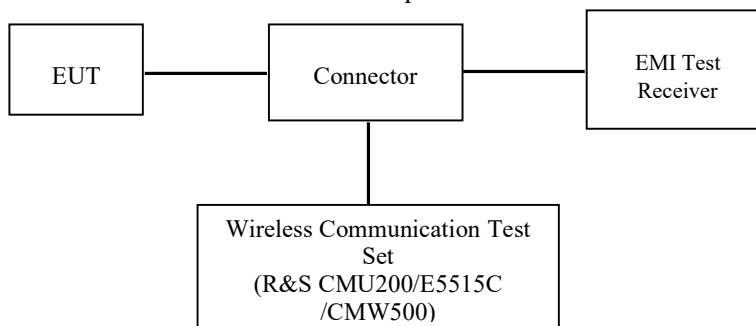 EUT
Connector
EMI Test
Receiver
Wireless Communication Test
Set
(R&S CMU200/E5515C
/CMW500)